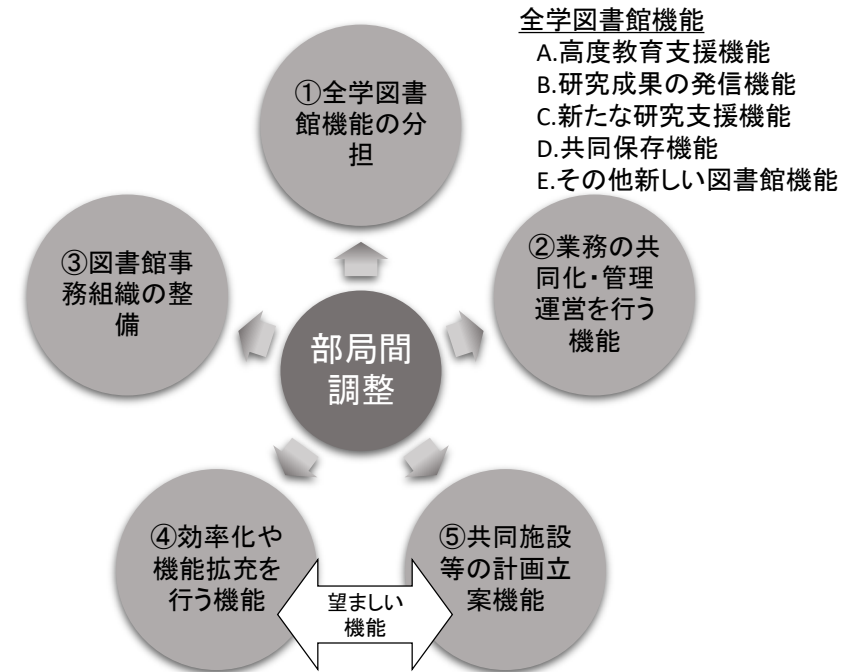 全学図書館機能
A.高度教育支援機能
B.研究成果の発信機能
C.新たな研究支援機能
D.共同保存機能
E.その他新しい図書館機能
①全学図書
館機能の分
担
②業務の共
同化・管理
運営を行う
機能
③図書館事
務組織の整
備
部局間
調整
④効率化や
機能拡充を
行う機能
⑤共同施設
等の計画立
案機能
望ましい
機能